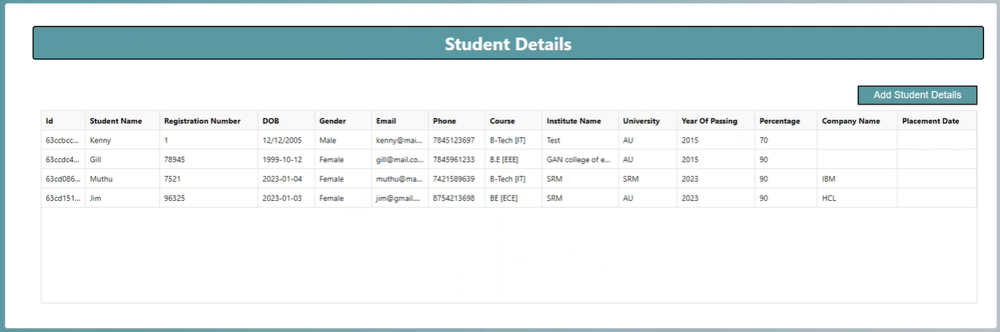 Student Details
Add Student Details
Id Student Name Registration Number DOB Gender Email Phone Course Institute Name University Year Of Passing Percentage Company Name Placement Date
63ccbcc... Kenny 1 12/12/2005 Male kenny@mai... 7845123697 B-Tech [IT] Test AU 2015 70
63ccdc4... Gill 78945 1999-10-12 Female gill@mail.co... 7845961233 B.E [EEE] GAN college of e... AU 2015 90
63cd086... Muthu 7521 2023-01-04 Female muthu@ma... 7421589639 B-Tech [IT] SRM SRM 2023 90 IBM
63cd151... Jim 96325 2023-01-03 Female jim@gmail.... 8754213698 BE [ECE] SRM AU 2023 90 HCL